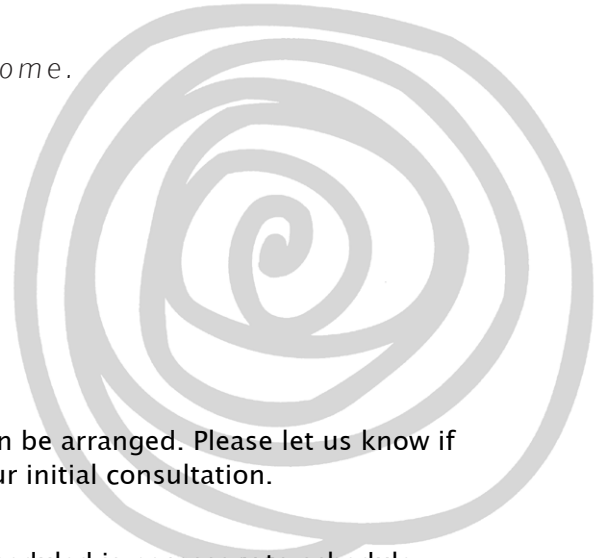 ome.
n be arranged. Please let us know if
ur initial consultation.